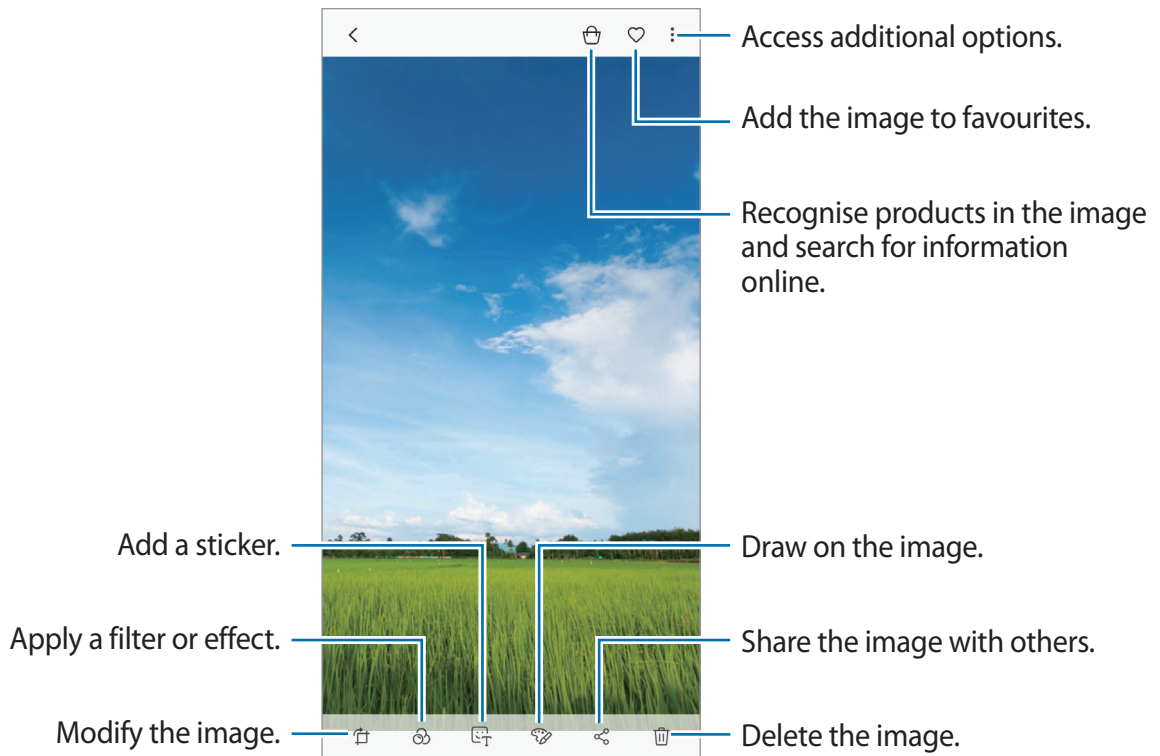 Access additional options.
Add the image to favourites.
Recognise products in the image
and search for information
online.
Add a sticker.
Draw on the image.
Apply a filter or effect.
Share the image with others.
Modify the image.
Delete the image.